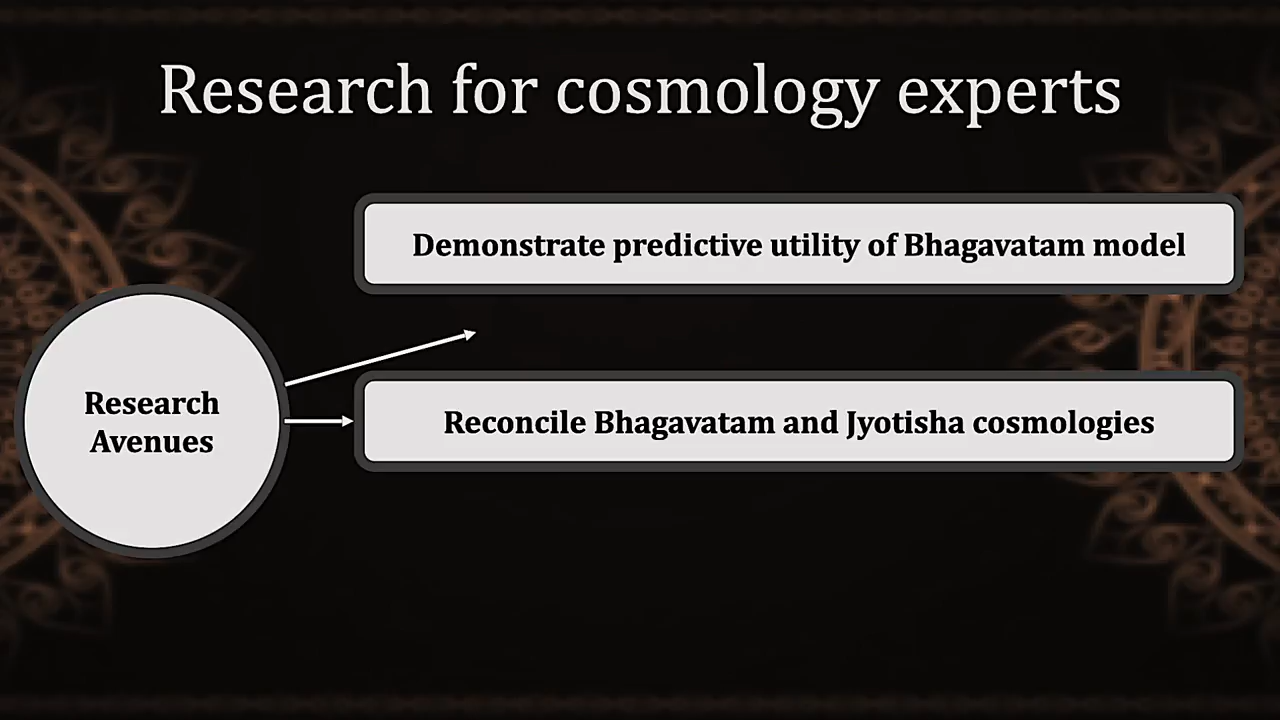 Research for cosmology experts
Demonstrate predictive utility of Bhagavatam model
Research
Avenues
Reconcile Bhagavatam and Jyotisha cosmologies